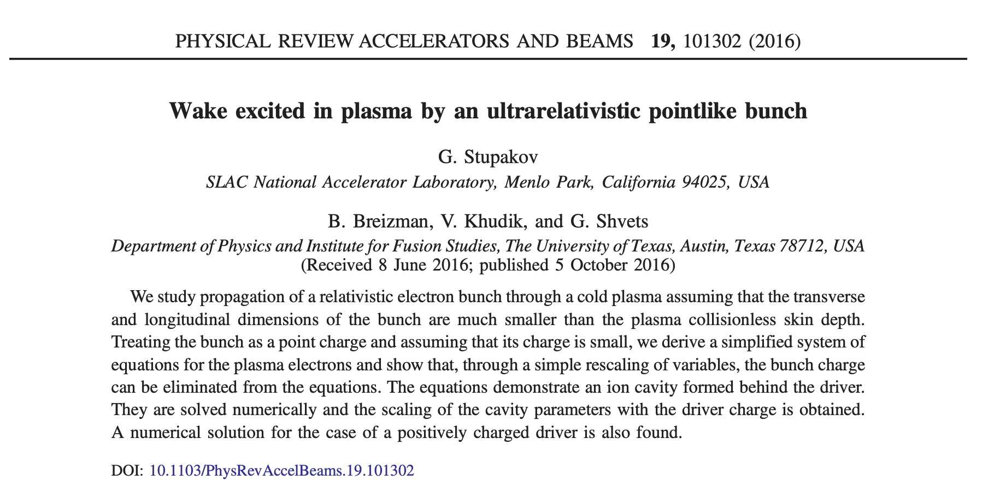 PHYSICAL REVIEW ACCELERATORS AND BEAMS 19, 101302 (2016)
Wake excited in plasma by an ultrarelativistic pointlike bunch
G. Stupakov
SLAC National Accelerator Laboratory, Menlo Park, California 94025, USA
B. Breizman, V. Khudik, and G. Shvets
Department of Physics and Institute for Fusion Studies, The University of Texas, Austin, Texas 78712, USA
(Received 8 June 2016; published 5 October 2016)
We study propagation of a relativistic electron bunch through a cold plasma assuming that the transverse
and longitudinal dimensions of the bunch are much smaller than the plasma collisionless skin depth.
Treating the bunch as a point charge and assuming that its charge is small, we derive a simplified system of
equations for the plasma electrons and show that, through a simple rescaling of variables, the bunch charge
can be eliminated from the equations. The equations demonstrate an ion cavity formed behind the driver.
They are solved numerically and the scaling of the cavity parameters with the driver charge is obtained.
A numerical solution for the case of a positively charged driver is also found.
DOI: 10.1103/PhysRevAccelBeams.19.101302